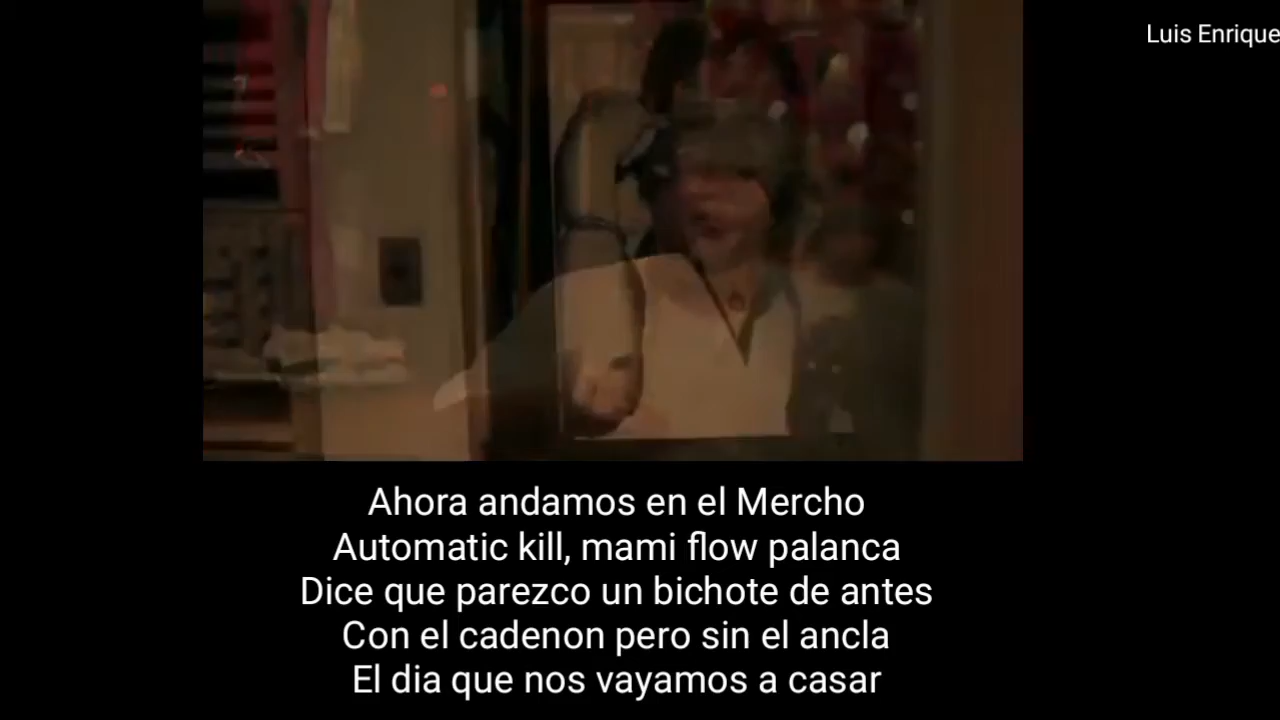 Luis Enrique
Ahora andamos en el Mercho
Automatic kill, mami flow palanca
Dice que parezco un bichote de antes
Con el cadenon pero sin el ancla
El dia que nos vayamos a casar